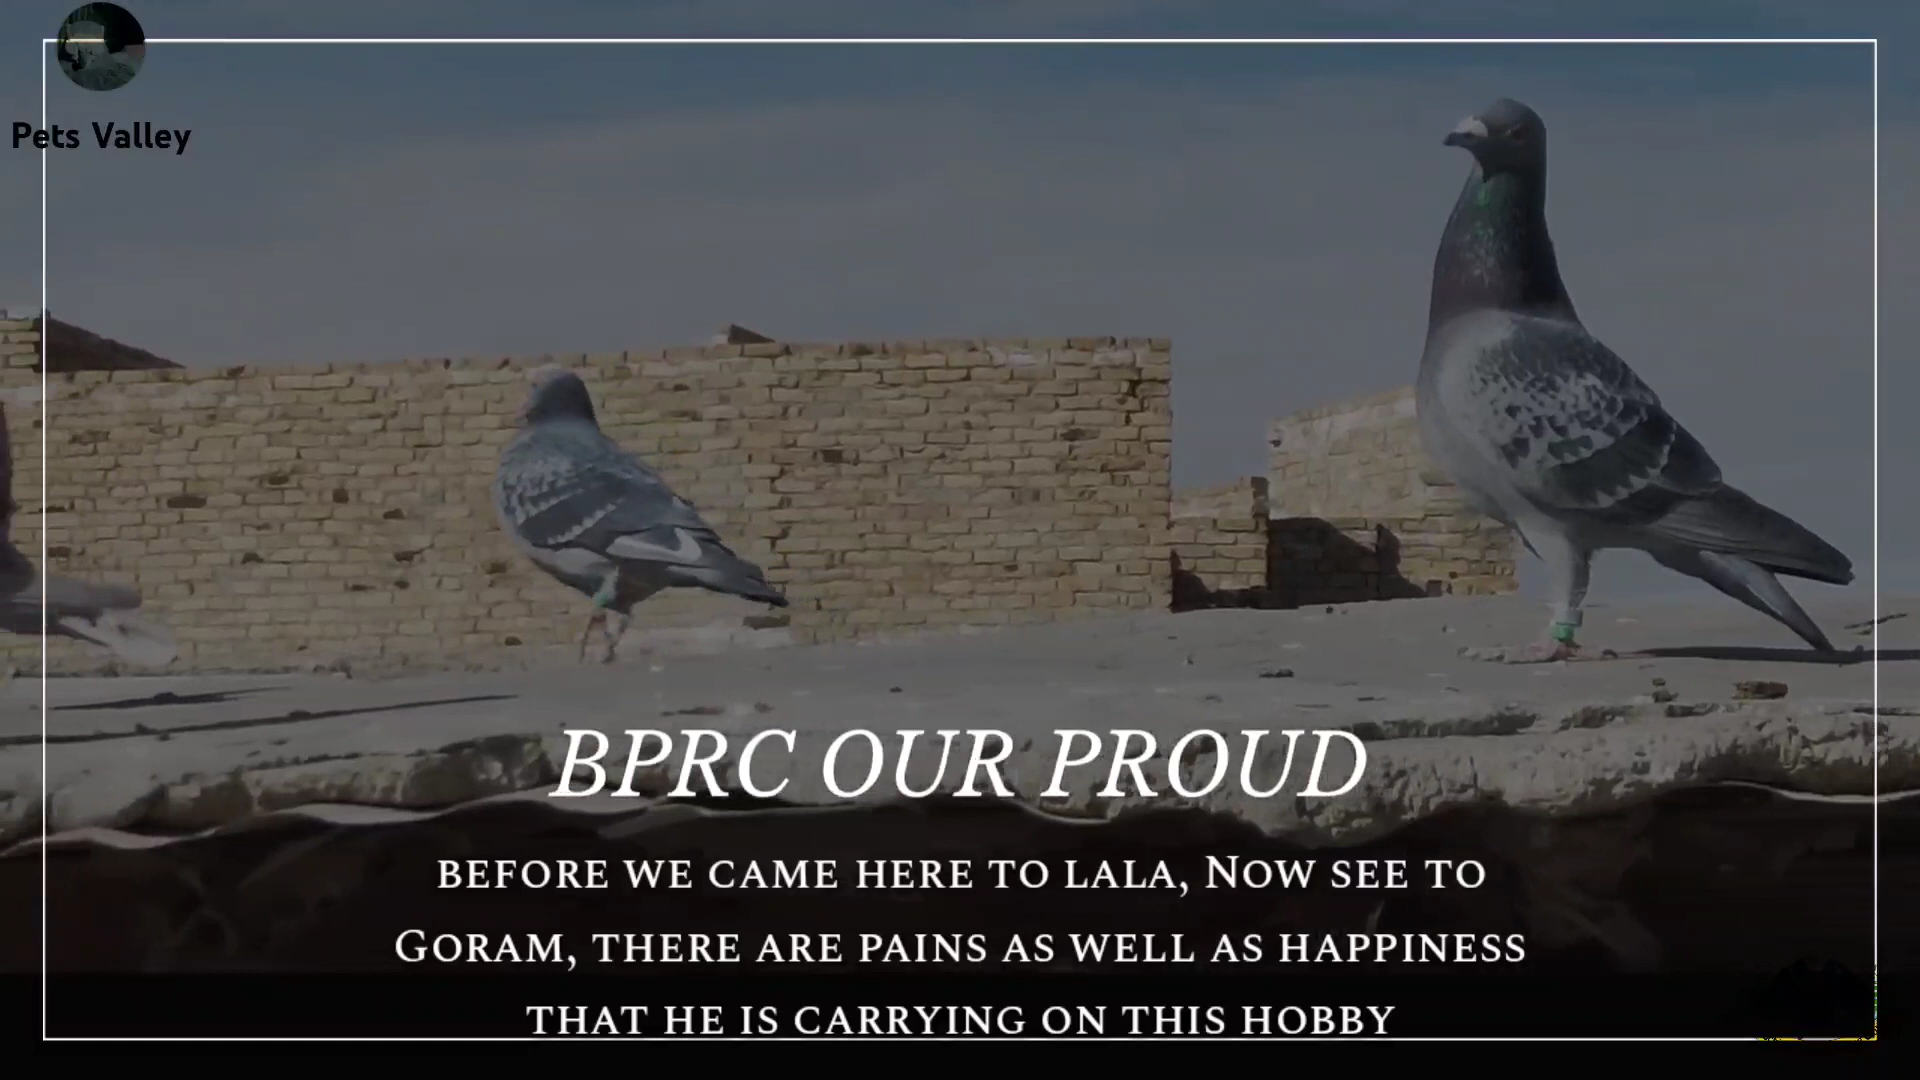 Pets Valley
BPRC OUR PROUD
BEFORE WE CAME HERE TO LALA, NOW SEE TO
GORAM, THERE ARE PAINS AS WELL AS HAPPINESS
THAT HE IS CARRYING ON THIS HOBBY